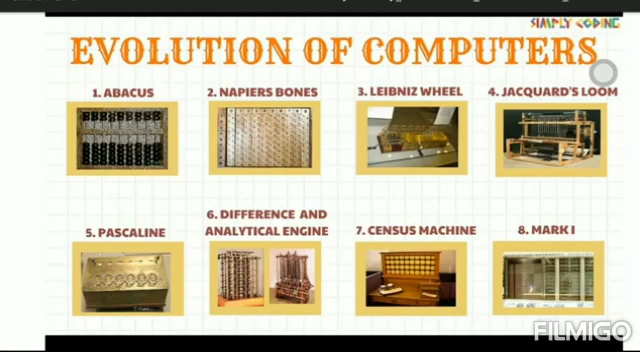 SIMPLY CODING
EVOLUTION OF COMPUTERS
1. ABACUS
2. NAPIERS BONES
3. LEIBNIZ WHEEL
4. JACQUARD'S LOOM
5. PASCALINE
6. DIFFERENCE AND
ANALYTICAL ENGINE
7. CENSUS MACHINE
8. MARK I
FILMIGO